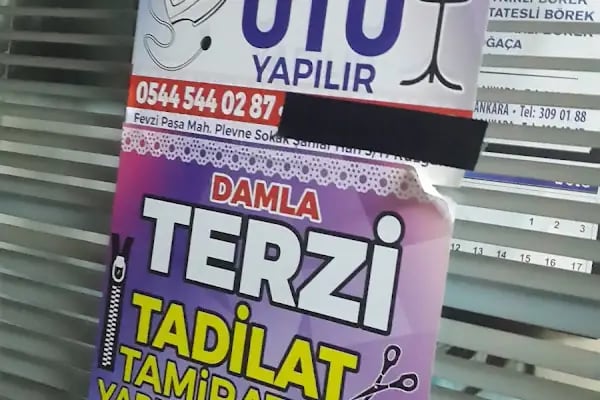 ÜTÜ
YAPILIR
0544 544 02 87 •
Fevzi Paşa Mah. Plevne Sokak
DAMLA
TERZİ
TADİLAT
BÖREK
TATESLİ BÖREK
ANKARA • Tel: 309 01 88
1 2 3
12 13 14 15 16 17